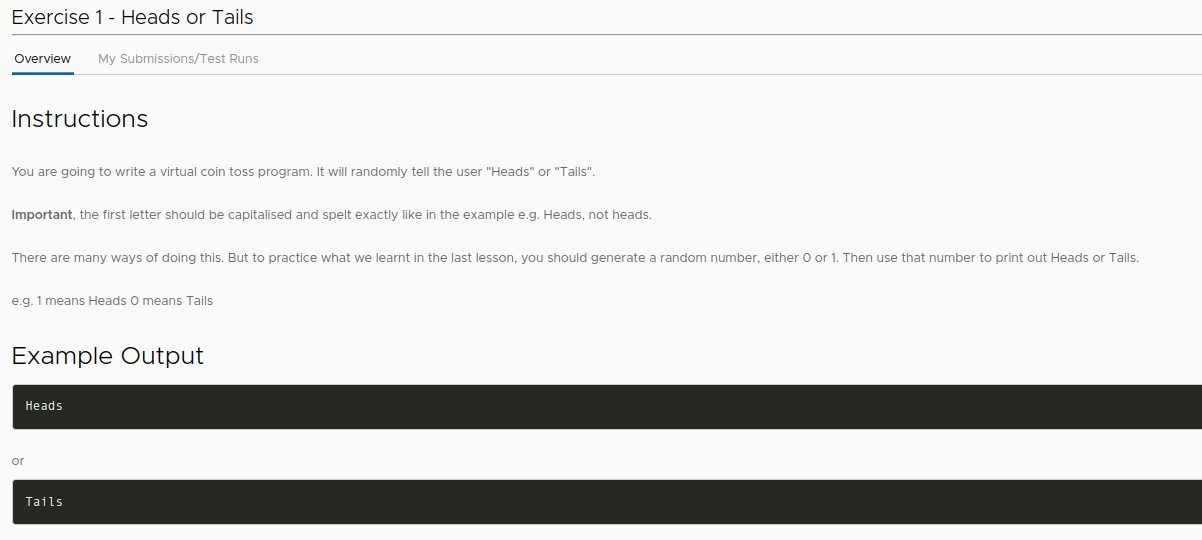 Exercise 1 - Heads or Tails
Overview My Submissions/Test Runs
Instructions
You are going to write a virtual coin toss program. It will randomly tell the user "Heads" or "Tails".
Important, the first letter should be capitalised and spelt exactly like in the example e.g. Heads, not heads.
There are many ways of doing this. But to practice what we learnt in the last lesson, you should generate a random number, either 0 or 1. Then use that number to print out Heads or Tails.
e.g. 1 means Heads 0 means Tails
Example Output
Heads
or
Tails